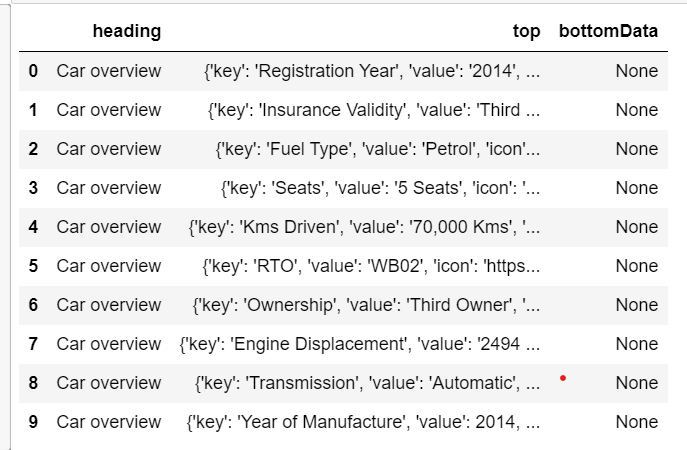 heading top bottomData
0 Car overview {'key': 'Registration Year', 'value': '2014', ... None
1 Car overview {'key': 'Insurance Validity', 'value': 'Third ... None
2 Car overview {'key': 'Fuel Type', 'value': 'Petrol', 'icon'... None
3 Car overview {'key': 'Seats', 'value': '5 Seats', 'icon': '... None
4 Car overview {'key': 'Kms Driven', 'value': '70,000 Kms', '... None
5 Car overview {'key': 'RTO', 'value': 'WB02', 'icon': 'https... None
6 Car overview {'key': 'Ownership', 'value': 'Third Owner', '... None
7 Car overview {'key': 'Engine Displacement', 'value': '2494 ... None
8 Car overview {'key': 'Transmission', 'value': 'Automatic', ... None
9 Car overview {'key': 'Year of Manufacture', 'value': 2014, ... None